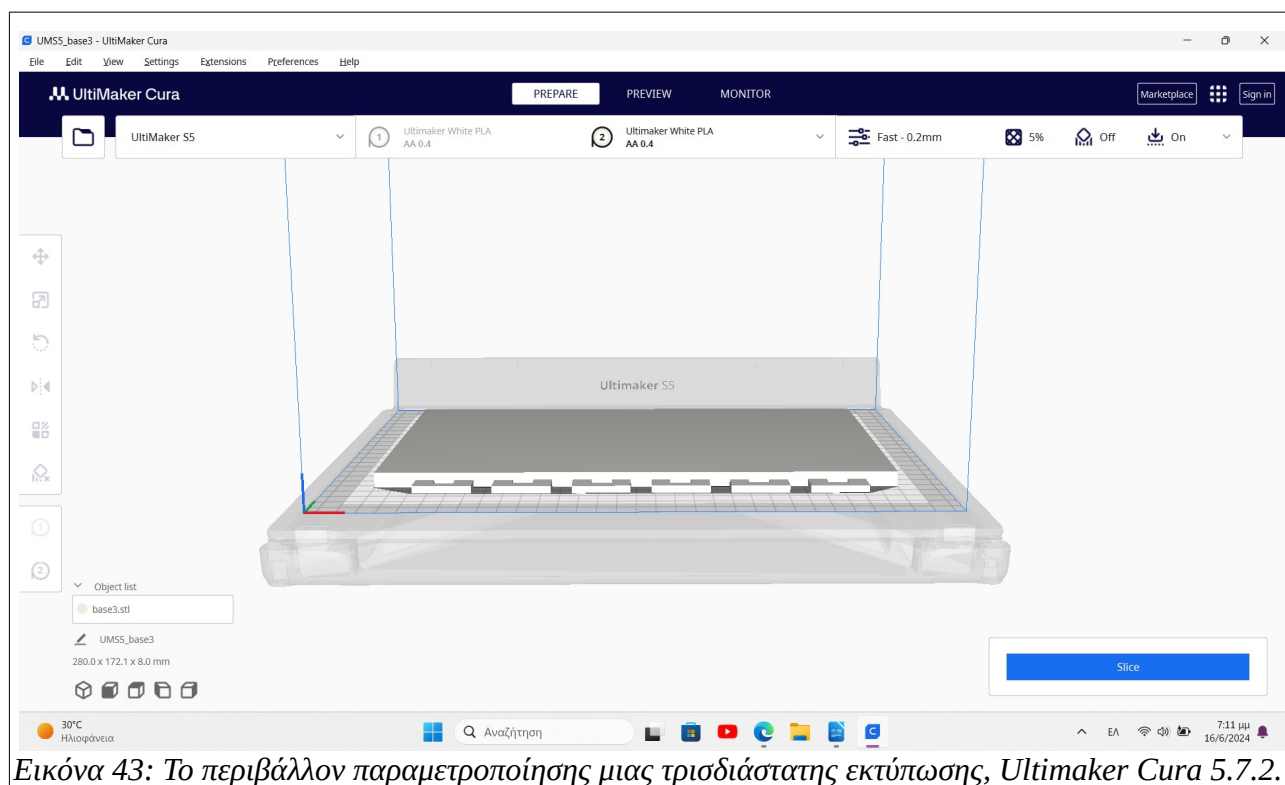 UMS5_base3 - UltiMaker Cura
File Edit View Settings Extensions Preferences Help
UltiMaker Cura PREPARE PREVIEW MONITOR Marketplace Sign in
UltiMaker S5
1 Ultimaker White PLA
AA 0.4
2 Ultimaker White PLA
AA 0.4
Fast - 0.2mm 5% Off On
Ultimaker S5
1
2
Object list
base3.stl
UMS5_base3
280.0 x 172.1 x 8.0 mm
Slice
30°C
Ηλιοφάνεια
Αναζήτηση
ΕΛ
7:11 μμ
16/6/2024
Εικόνα 43: Το περιβάλλον παραμετροποίησης μιας τρισδιάστατης εκτύπωσης, Ultimaker Cura 5.7.2.